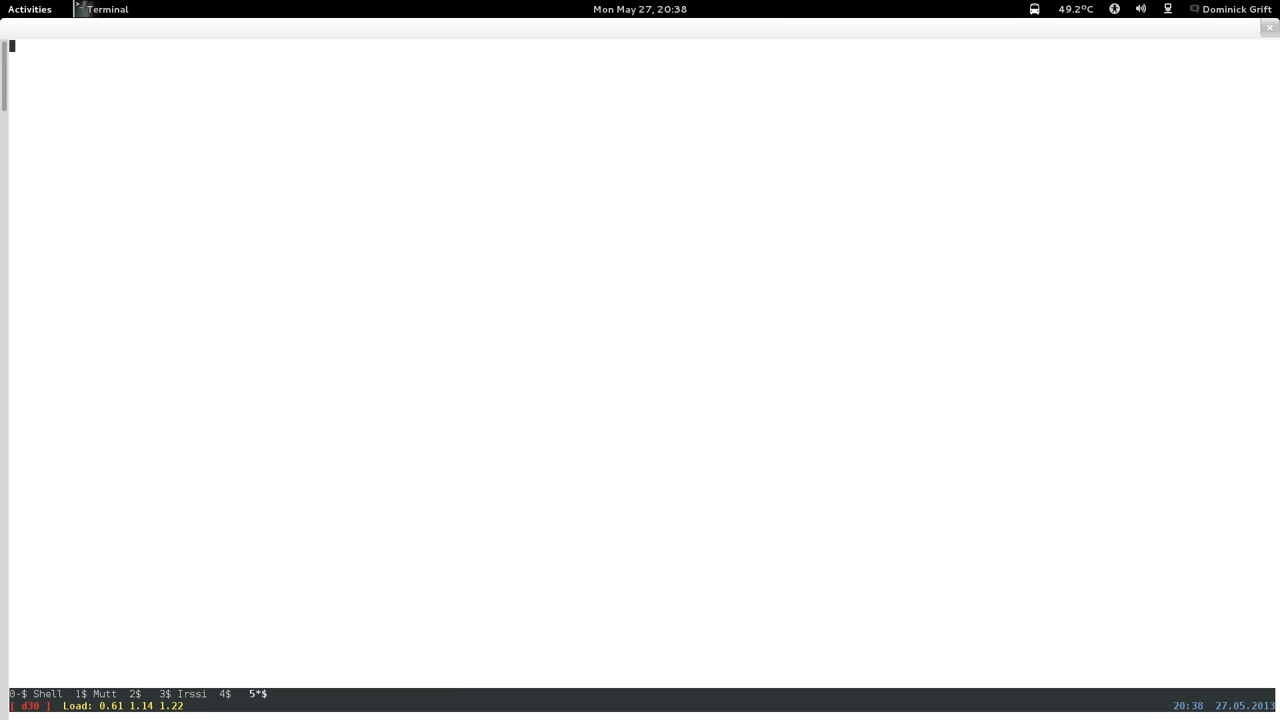 Activities Terminal Mon May 27, 20:38 49.2°C Dominick Grift
0-$ Shell 1$ Mutt 2$ 3$ Irssi 4$ 5*$
[ d30 ] Load: 0.61 1.14 1.22 20:38 27.05.2013